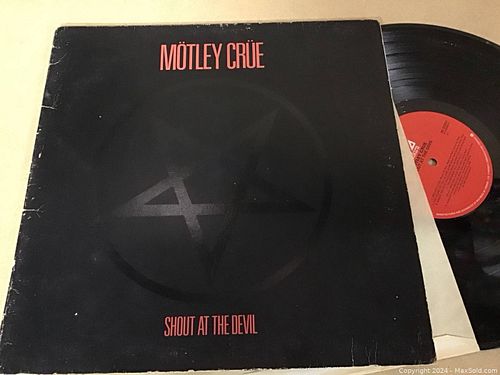 MÖTLEY CRÜE
SHOUT AT THE DEVIL
Copyright 2024 - MaxSold.com